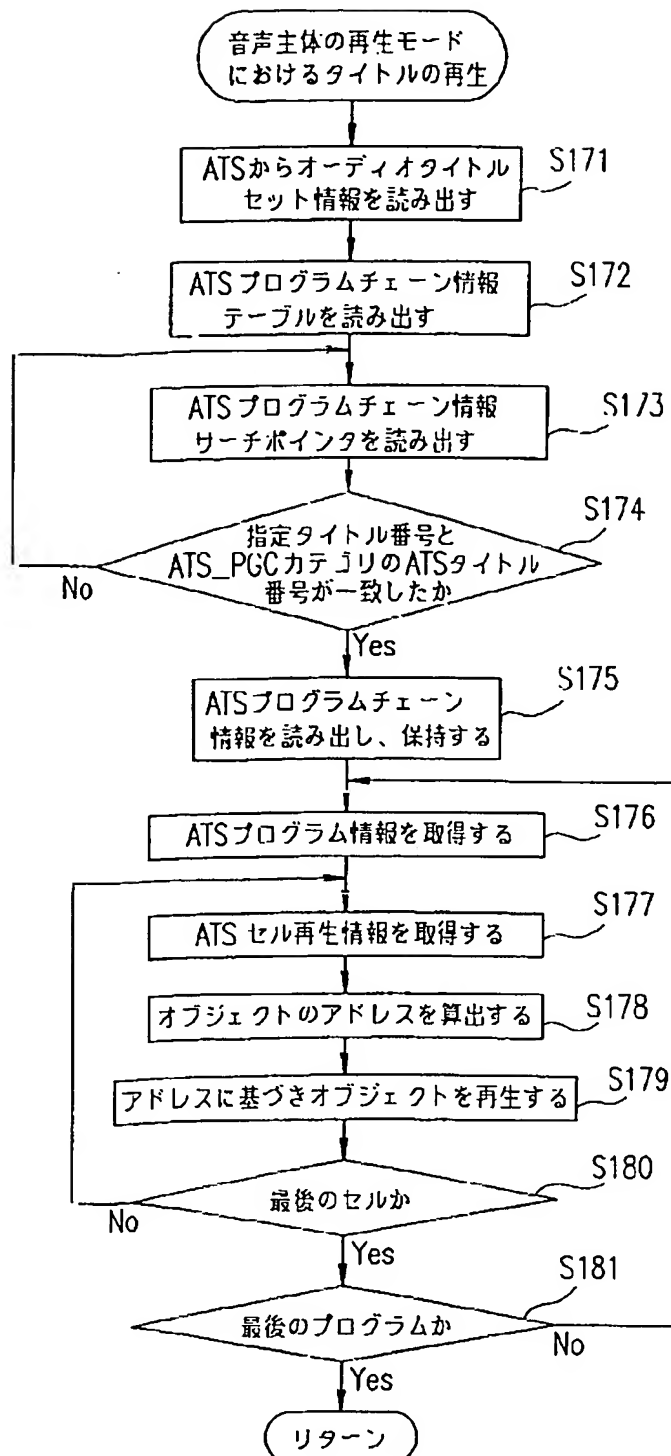 音声主体の再生モード
におけるタイトルの再生
ATSからオーディオタイトル
セット情報を読み出す
S171
ATSプログラムチェーン情報
テーブルを読み出す
S172
ATSプログラムチェーン情報
サーチポインタを読み出す
S173
指定タイトル番号と
ATS_PGCカテゴリのATSタイトル
番号が一致したか
S174
No
Yes
ATSプログラムチェーン
情報を読み出し、保持する
S175
ATSプログラム情報を取得する
S176
ATSセル再生情報を取得する
S177
オブジェクトのアドレスを算出する
S178
アドレスに基づきオブジェクトを再生する
S179
最後のセルか
S180
No
Yes
最後のプログラムか
S181
No
Yes
リターン